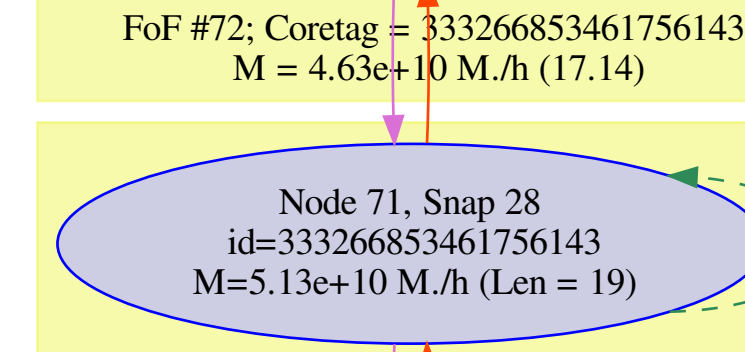 FoF #72; Coretag = 333266853461756143
M = 4.63e+10 M./h (17.14)
Node 71, Snap 28
id=333266853461756143
M=5.13e+10 M./h (Len = 19)